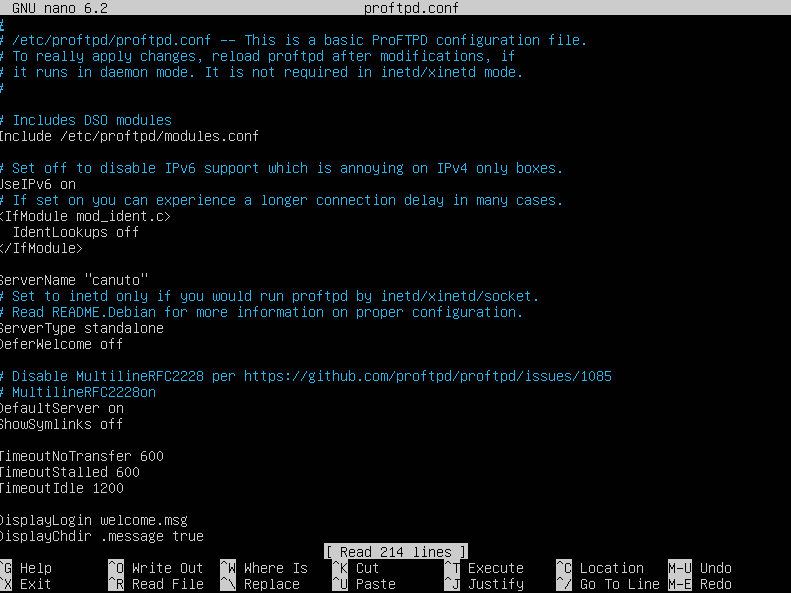 GNU nano 6.2 proftpd.conf
#
# /etc/proftpd/proftpd.conf -- This is a basic ProFTPD configuration file.
# To really apply changes, reload proftpd after modifications, if
# it runs in daemon mode. It is not required in inetd/xinetd mode.
#
# Includes DSO modules
Include /etc/proftpd/modules.conf
# Set off to disable IPv6 support which is annoying on IPv4 only boxes.
UseIPv6 on
# If set on you can experience a longer connection delay in many cases.
<IfModule mod_ident.c>
  IdentLookups off
</IfModule>
ServerName "canuto"
# Set to inetd only if you would run proftpd by inetd/xinetd/socket.
# Read README.Debian for more information on proper configuration.
ServerType standalone
DeferWelcome off
# Disable MultilineRFC2228 per https://github.com/proftpd/proftpd/issues/1085
# MultilineRFC2228on
DefaultServer on
ShowSymlinks off
TimeoutNoTransfer 600
TimeoutStalled 600
TimeoutIdle 1200
DisplayLogin welcome.msg
DisplayChdir .message true
[ Read 214 lines ]
^G Help ^O Write Out ^W Where Is ^K Cut ^T Execute ^C Location M-U Undo
^X Exit ^R Read File ^\ Replace ^U Paste ^J Justify ^/ Go To Line M-E Redo